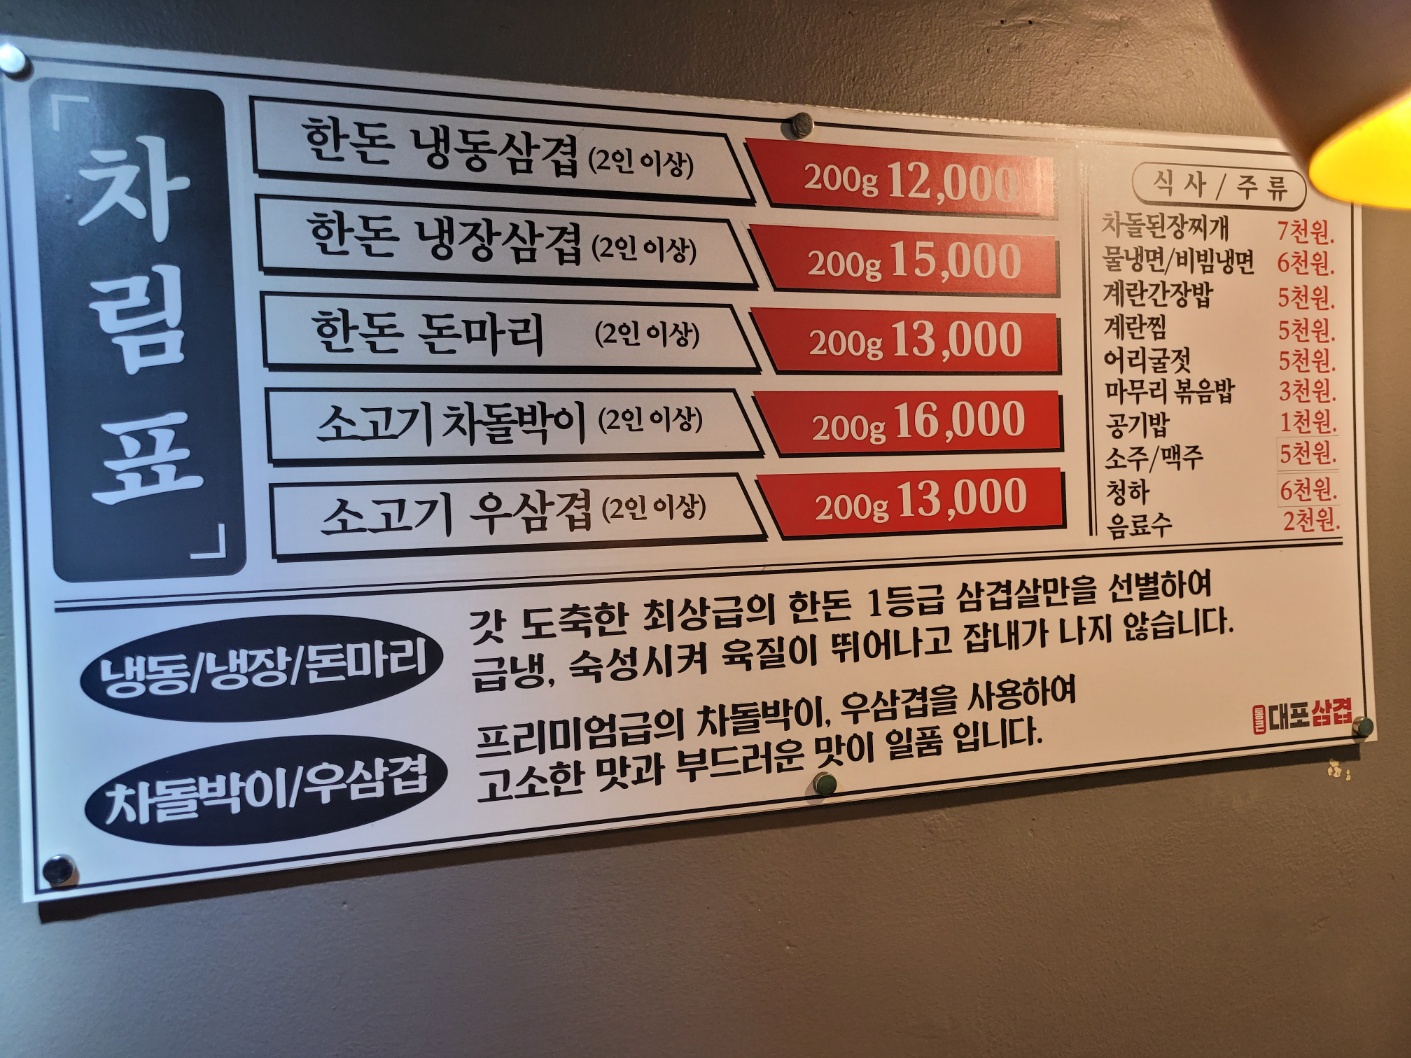 「차림표」
한돈 냉동삼겹 (2인 이상) 200g 12,000
한돈 냉장삼겹 (2인 이상) 200g 15,000
한돈 돈마리 (2인 이상) 200g 13,000
소고기 차돌박이 (2인 이상) 200g 16,000
소고기 우삼겹 (2인 이상) 200g 13,000
식사 / 주류
차돌된장찌개 7천원.
물냉면/비빔냉면 6천원.
계란간장밥 5천원.
계란찜 5천원.
어리굴젓 5천원.
마무리 볶음밥 3천원.
공기밥 1천원.
소주/맥주 5천원.
청하 6천원.
음료수 2천원.
냉동/냉장/돈마리
갓 도축한 최상급의 한돈 1등급 삼겹살만을 선별하여
급냉, 숙성시켜 육질이 뛰어나고 잡내가 나지 않습니다.
차돌박이/우삼겹
프리미엄급의 차돌박이, 우삼겹을 사용하여
고소한 맛과 부드러운 맛이 일품 입니다.
대포삼겹